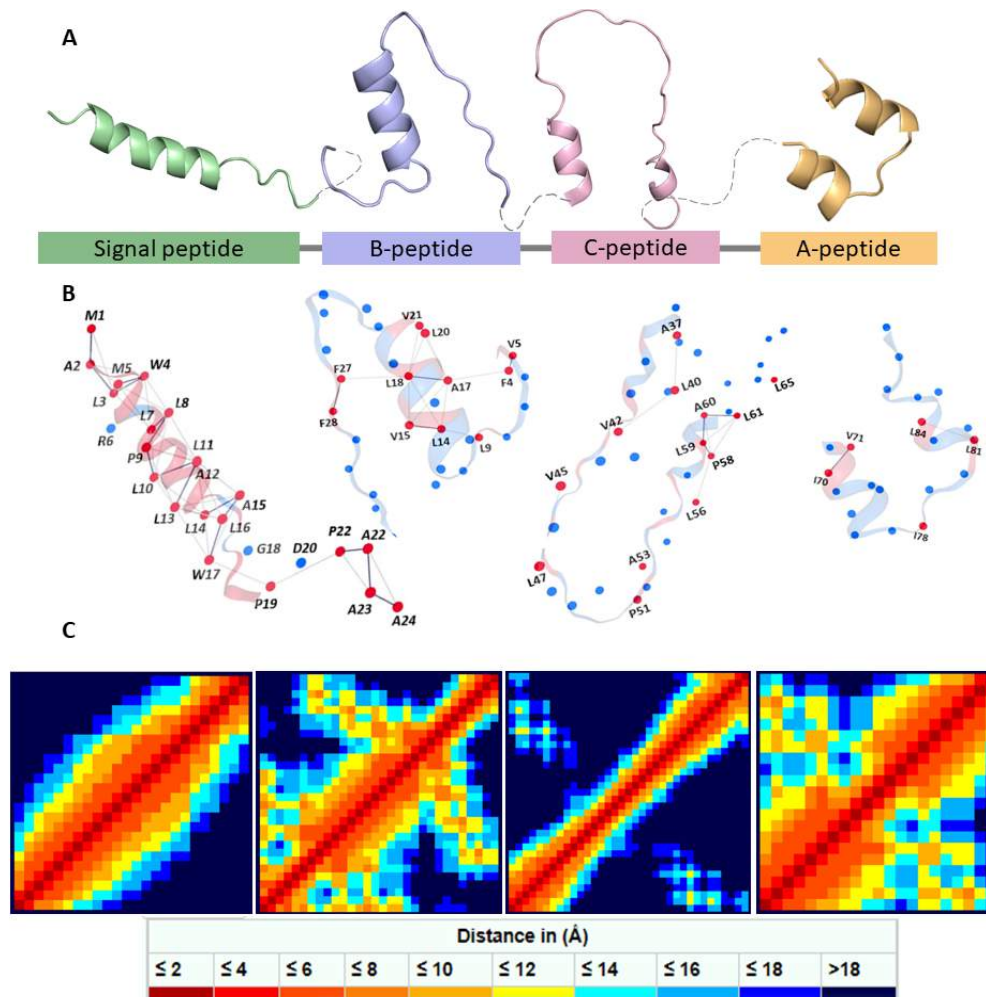 A
Signal peptide
B-peptide
C-peptide
A-peptide
B
M1
A2
M5
W4
L3
L8
L7
R6
P9
L11
A12
L10
L13
A15
L14
L16
G18
W17
D20
P19
P22
A22
A23
A24
V21
L20
V5
F27
L18
A17
F4
F28
V15
L14
L9
A37
L40
A60
L65
L61
V42
L59
P58
V45
L56
A53
L47
P51
L84
L81
V71
I70
I78
C
Distance in (Å)
≤ 2 ≤ 4 ≤ 6 ≤ 8 ≤ 10 ≤ 12 ≤ 14 ≤ 16 ≤ 18 >18